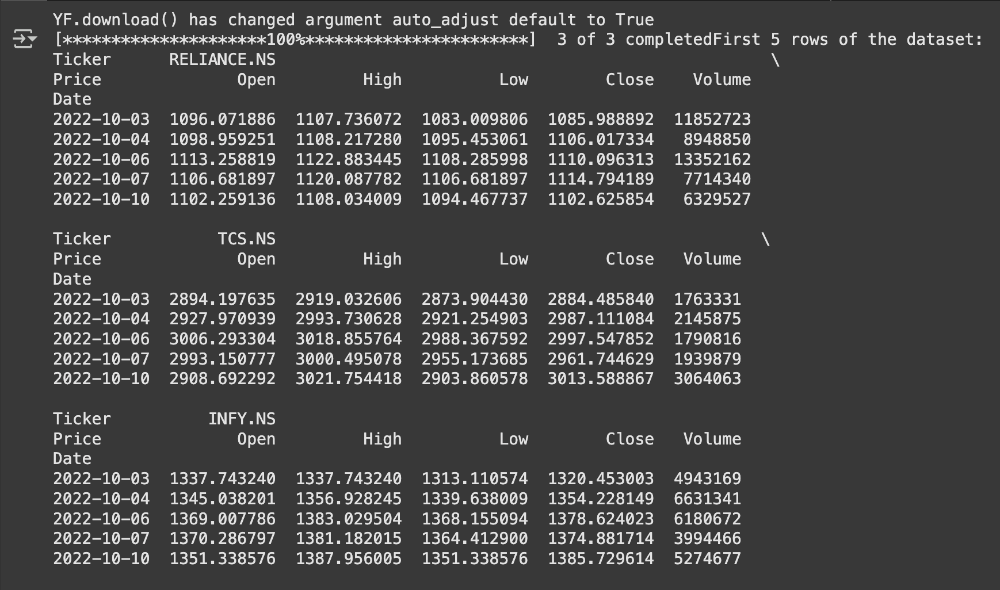 YF.download() has changed argument auto_adjust default to True
[*********************100%***********************]  3 of 3 completedFirst 5 rows of the dataset:
Ticker      RELIANCE.NS                                                   \
Price              Open         High          Low        Close    Volume
Date
2022-10-03  1096.071886  1107.736072  1083.009806  1085.988892  11852723
2022-10-04  1098.959251  1108.217280  1095.453061  1106.017334   8948850
2022-10-06  1113.258819  1122.883445  1108.285998  1110.096313  13352162
2022-10-07  1106.681897  1120.087782  1106.681897  1114.794189   7714340
2022-10-10  1102.259136  1108.034009  1094.467737  1102.625854   6329527

Ticker           TCS.NS                                                  \
Price              Open         High          Low        Close   Volume
Date
2022-10-03  2894.197635  2919.032606  2873.904430  2884.485840  1763331
2022-10-04  2927.970939  2993.730628  2921.254903  2987.111084  2145875
2022-10-06  3006.293304  3018.855764  2988.367592  2997.547852  1790816
2022-10-07  2993.150777  3000.495078  2955.173685  2961.744629  1939879
2022-10-10  2908.692292  3021.754418  2903.860578  3013.588867  3064063

Ticker          INFY.NS
Price              Open         High          Low        Close   Volume
Date
2022-10-03  1337.743240  1337.743240  1313.110574  1320.453003  4943169
2022-10-04  1345.038201  1356.928245  1339.638009  1354.228149  6631341
2022-10-06  1369.007786  1383.029504  1368.155094  1378.624023  6180672
2022-10-07  1370.286797  1381.182015  1364.412900  1374.881714  3994466
2022-10-10  1351.338576  1387.956005  1351.338576  1385.729614  5274677